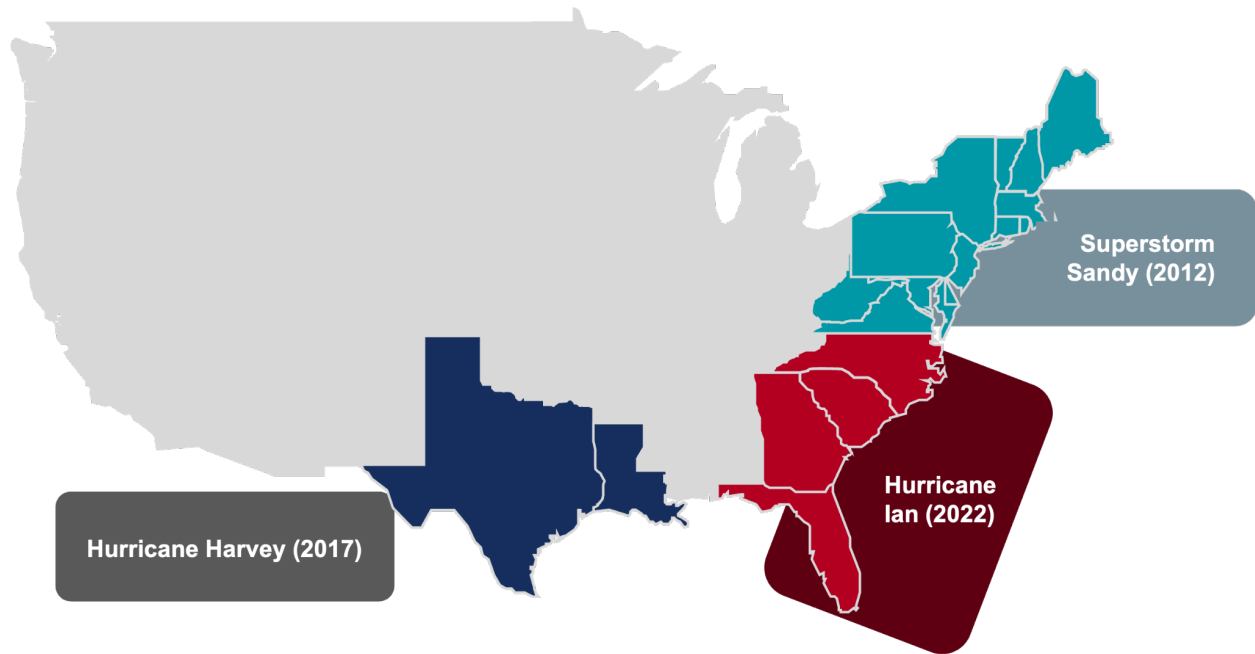 Superstorm
Sandy (2012)
Hurricane
Ian (2022)
Hurricane Harvey (2017)